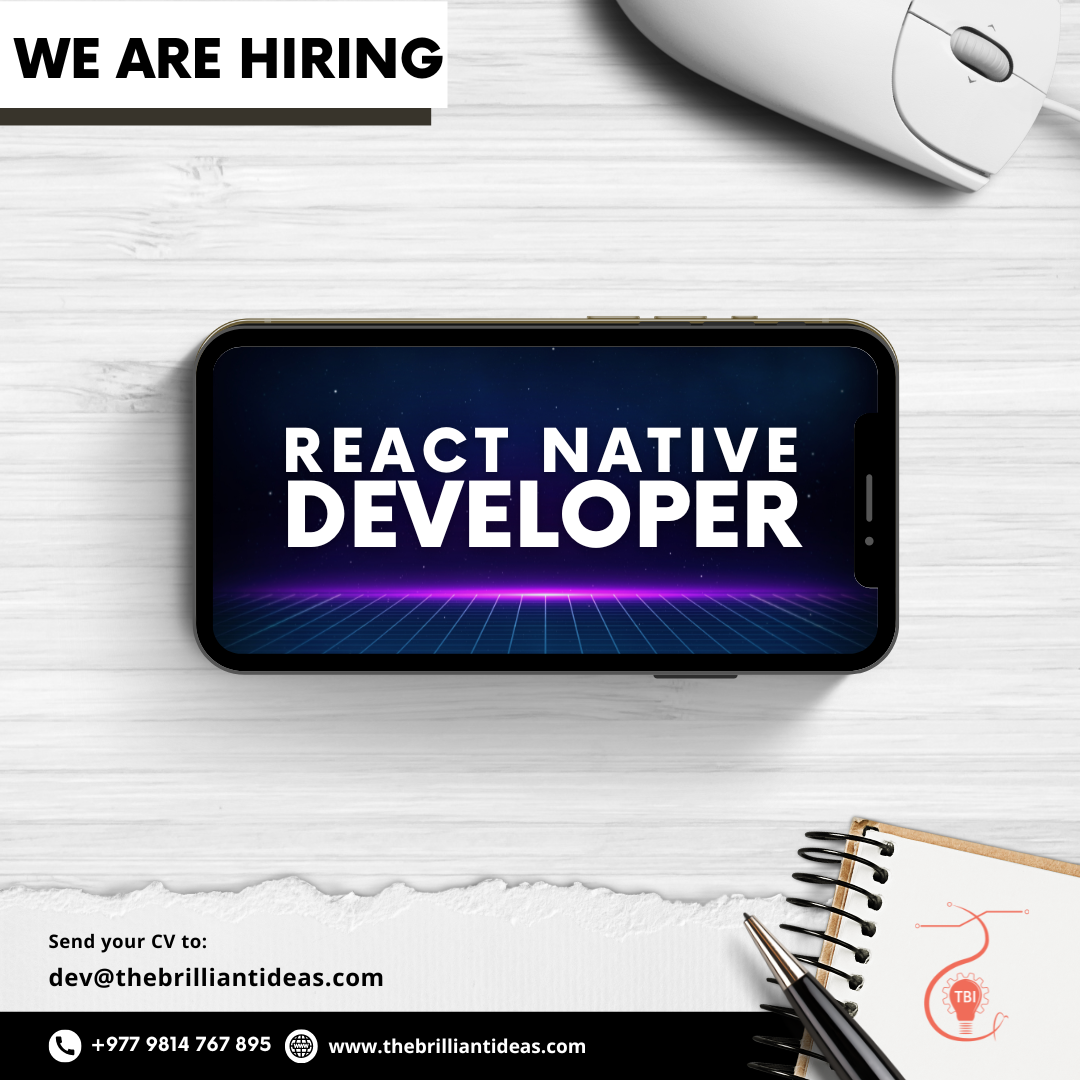 WE ARE HIRING
REACT NATIVE
DEVELOPER
Send your CV to:
dev@thebrilliantideas.com
TBI
+977 9814 767 895 www.thebrilliantideas.com